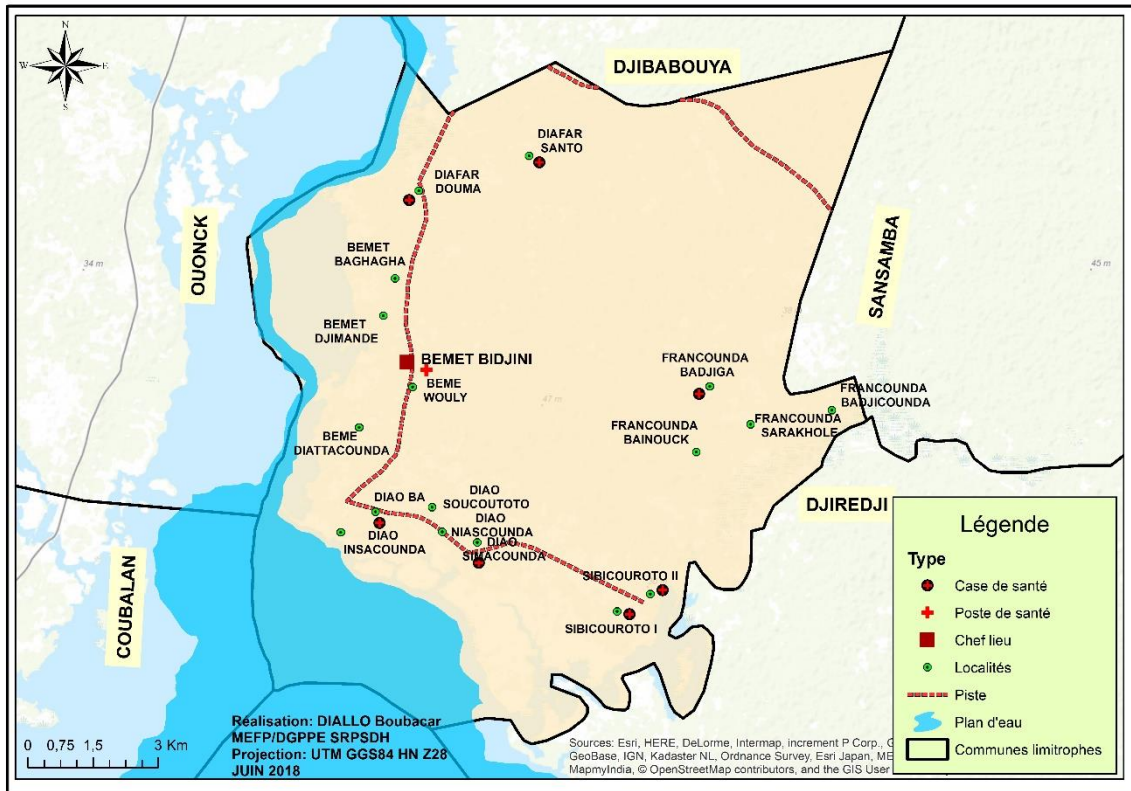 N
W E
S
DJIBABOUYA
DIAFAR
SANTO
DIAFAR
DOUMA
OUONCK
34 m
45 m
SANSAMBA
BEMET
BAGHAGHA
BEMET
DJIMANDE
BEMET BIDJINI
BEME
WOULY
47 m
FRANCOUNDA
BADJIGA
FRANCOUNDA
BADJICOUNDA
FRANCOUNDA
SARAKHOLE
FRANCOUNDA
BAINOUCK
BEME
DIATTACOUNDA
DIAO BA
DIAO
SOUCOUTOTO
DIAO
NIASCOUNDA
DIAO
SIMACOUNDA
DIAO
INSACOUNDA
DJIREDJI
SIBICOUROTO II
SIBICOUROTO I
COUBALAN
Légende
Type
Case de santé
Poste de santé
Chef lieu
Localités
Piste
Plan d'eau
Communes limitrophes
0 0,75 1,5 3 Km
Réalisation: DIALLO Boubacar
MEFP/DGPPE SRPSDH
Projection: UTM GGS84 HN Z28
JUIN 2018
Sources: Esri, HERE, DeLorme, Intermap, increment P Corp.,
GeoBase, IGN, Kadaster NL, Ordnance Survey, Esri Japan,
MapmyIndia, © OpenStreetMap contributors, and the GIS User